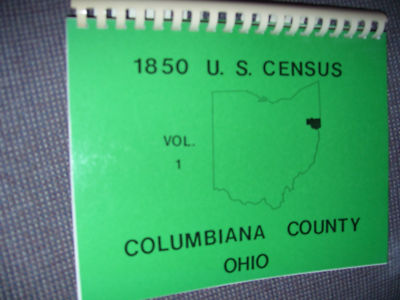 1850 U. S. CENSUS
VOL.
1
COLUMBIANA COUNTY
OHIO